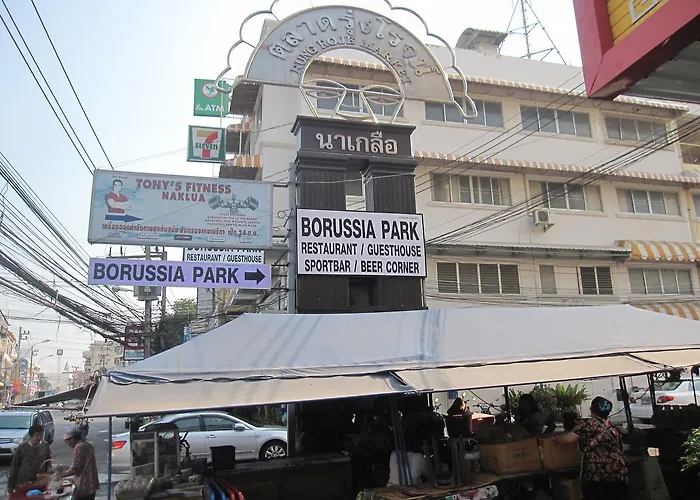 ตลาดรุ่งโรจน์
RUNG ROJE MARKET
นาเกลือ
ATM
7
ELEVEN
TONY'S FITNESS
NAKLUA
RESTAURANT / GUESTHOUSE
BORUSSIA PARK
BORUSSIA PARK
RESTAURANT / GUESTHOUSE
SPORTBAR / BEER CORNER